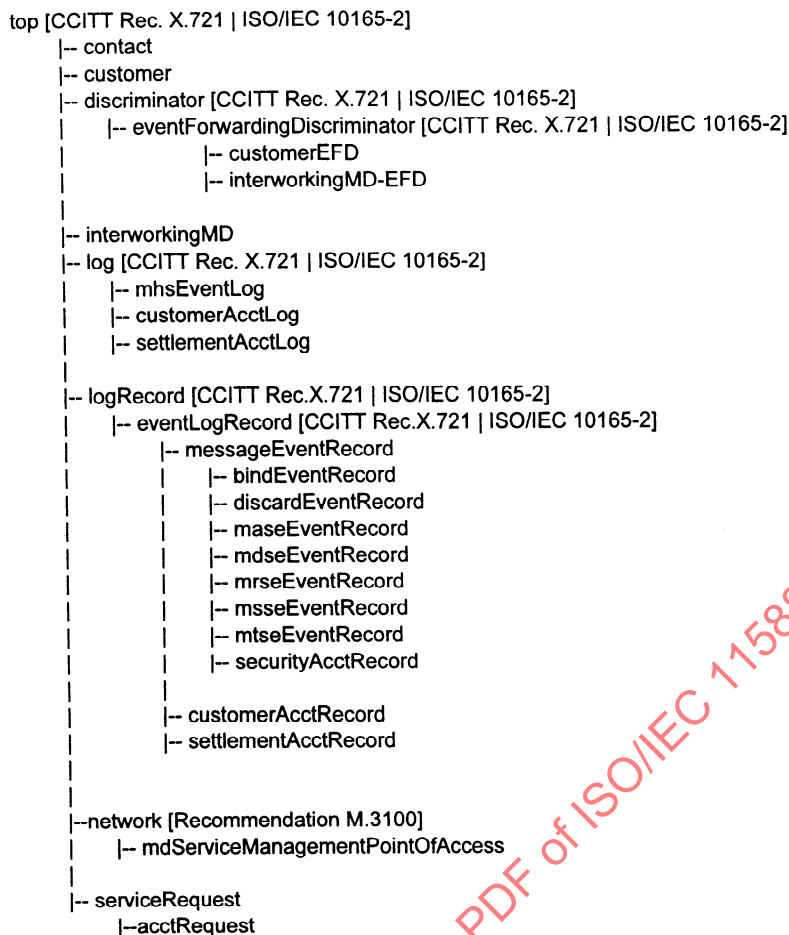 top [CCITT Rec. X.721 | ISO/IEC 10165-2]
|-- contact
|-- customer
|-- discriminator [CCITT Rec. X.721 | ISO/IEC 10165-2]
| |-- eventForwardingDiscriminator [CCITT Rec. X.721 | ISO/IEC 10165-2]
| |-- customerEFD
| |-- interworkingMD-EFD
|
|-- interworkingMD
|-- log [CCITT Rec. X.721 | ISO/IEC 10165-2]
| |-- mhsEventLog
| |-- customerAcctLog
| |-- settlementAcctLog
|
|-- logRecord [CCITT Rec.X.721 | ISO/IEC 10165-2]
| |-- eventLogRecord [CCITT Rec.X.721 | ISO/IEC 10165-2]
| |-- messageEventRecord
| | |-- bindEventRecord
| | |-- discardEventRecord
| | |-- maseEventRecord
| | |-- mdseEventRecord
| | |-- mrseEventRecord
| | |-- msseEventRecord
| | |-- mtseEventRecord
| | |-- securityAcctRecord
| |
| |-- customerAcctRecord
| |-- settlementAcctRecord
|
|
|--network [Recommendation M.3100]
| |-- mdServiceManagementPointOfAccess
|
|-- serviceRequest
|--acctRequest
PDF of ISO/IEC 1158